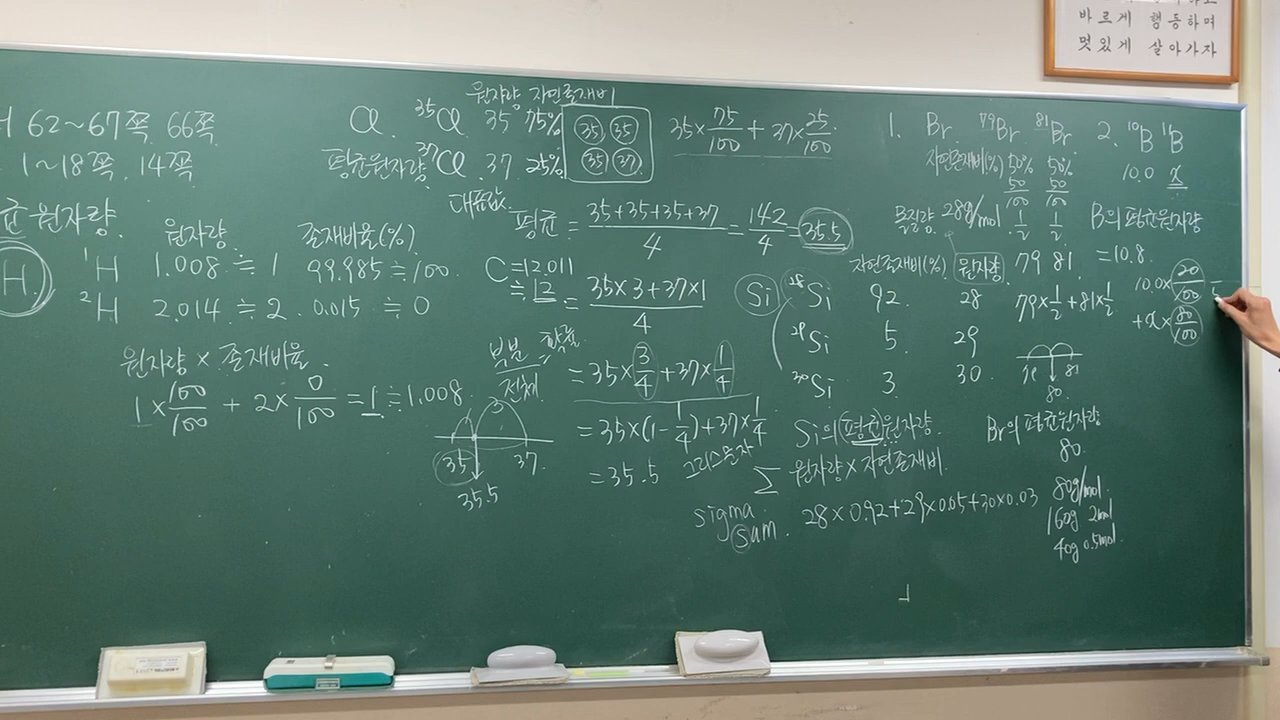 바르게 행동하며
멋있게 살아가자
62~67쪽 66쪽
1~18쪽, 14쪽
균원자량
원자량 존재비율(%)
H
¹H 1.008 ≒ 1 99.985 ≒ 100
²H 2.014 ≒ 2 0.015 ≒ 0
원자량 × 존재비율
1 × 100/100 + 2 × 0/100 = 1 ≒ 1.008
원자량 자연존재비
Cl ³⁵Cl 35 75%
평균원자량 ³⁷Cl 37 25%
35 35
35 37
35 × 75/100 + 37 × 25/100
대푯값
평균 = (35+35+35+37)/4 = 142/4 = 35.5
C = 12.011
≒ 12
= (35×3+37×1)/4
부분/전체
= 35 × 3/4 + 37 × 1/4
= 35×(1-1/4)+37×1/4
= 35.5
3
35 37
35.5
그리스문자
Si
자연존재비(%) 원자량
²⁸Si 92 28
²⁹Si 5 29
³⁰Si 3 30
Si의 평균원자량
Σ 원자량 × 자연존재비
sigma
sum
28 × 0.92 + 29 × 0.05 + 30 × 0.03
1. Br ⁷⁹Br ⁸¹Br
자연존재비(%) 50% 50%
50/100 50/100
몰질량 28g/mol 1/2 1/2
79 81
79×1/2+81×1/2
79 81
80
Br의 평균원자량
80
80g/mol
160g 2mol
40g 0.5mol
2. ¹⁰B ¹¹B
10.0 x
B의 평균원자량
= 10.8
10.0× 20/100 =
+x× 80/100